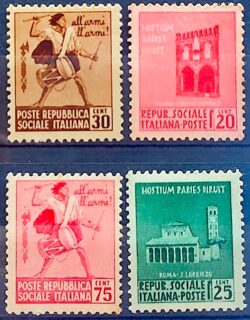 all'armi
all'armi!
POSTE REPUBBLICA
SOCIALE ITALIANA
CENT.
30
HOSTIUM RABIES DIRUIT
REPUB. SOCIALE
ITALIANA-POSTE
CENT.
20
all'armi
all'armi!
POSTE REPUBBLICA
SOCIALE ITALIANA
CENT.
75
HOSTIUM RABIES DIRUIT
ROMA-S. LORENZO
REPUB. SOCIALE
ITALIANA-POSTE
CENT.
25